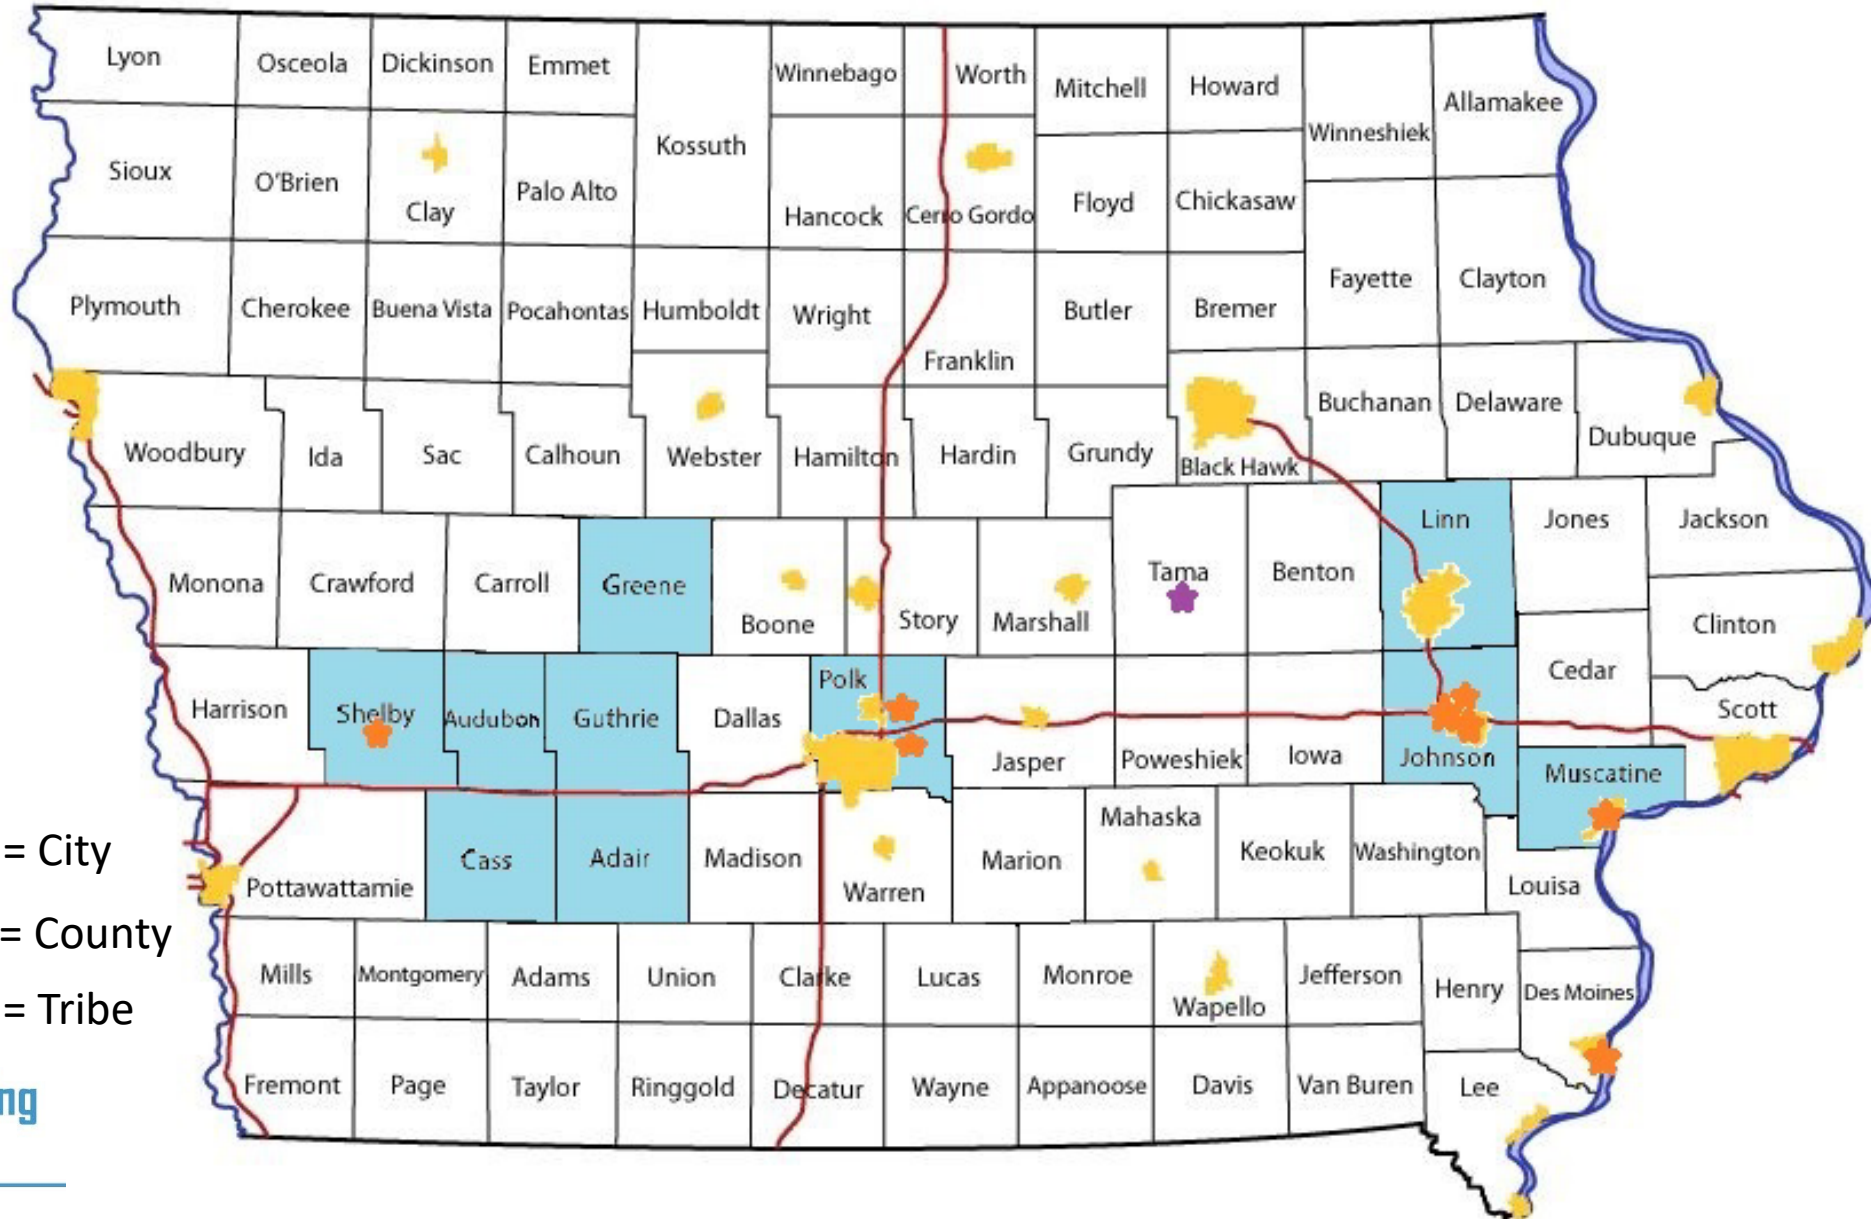 Lyon
Osceola
Dickinson
Emmet
Kossuth
Winnebago
Worth
Mitchell
Howard
Winneshiek
Allamakee
Sioux
O'Brien
Clay
Palo Alto
Hancock
Cerro Gordo
Floyd
Chickasaw
Fayette
Clayton
Plymouth
Cherokee
Buena Vista
Pocahontas
Humboldt
Wright
Franklin
Butler
Bremer
Woodbury
Ida
Sac
Calhoun
Webster
Hamilton
Hardin
Grundy
Black Hawk
Buchanan
Delaware
Dubuque
Monona
Crawford
Carroll
Greene
Boone
Story
Marshall
Tama
Benton
Linn
Jones
Jackson
Clinton
Harrison
Shelby
Audubon
Guthrie
Dallas
Polk
Jasper
Poweshiek
Iowa
Johnson
Cedar
Scott
Muscatine
= City
= County
= Tribe
ng
Pottawattamie
Cass
Adair
Madison
Warren
Marion
Mahaska
Keokuk
Washington
Louisa
Mills
Montgomery
Adams
Union
Clarke
Lucas
Monroe
Wapello
Jefferson
Henry
Des Moines
Fremont
Page
Taylor
Ringgold
Decatur
Wayne
Appanoose
Davis
Van Buren
Lee